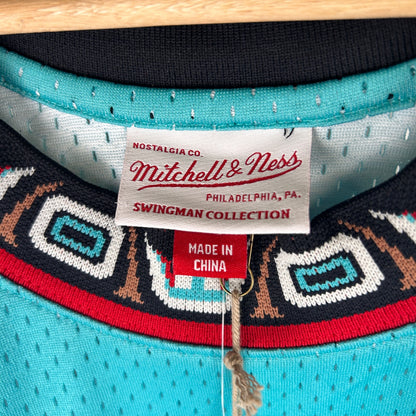 NOSTALGIA CO.
Mitchell & Ness
PHILADELPHIA, PA.
SWINGMAN COLLECTION
MADE IN
CHINA